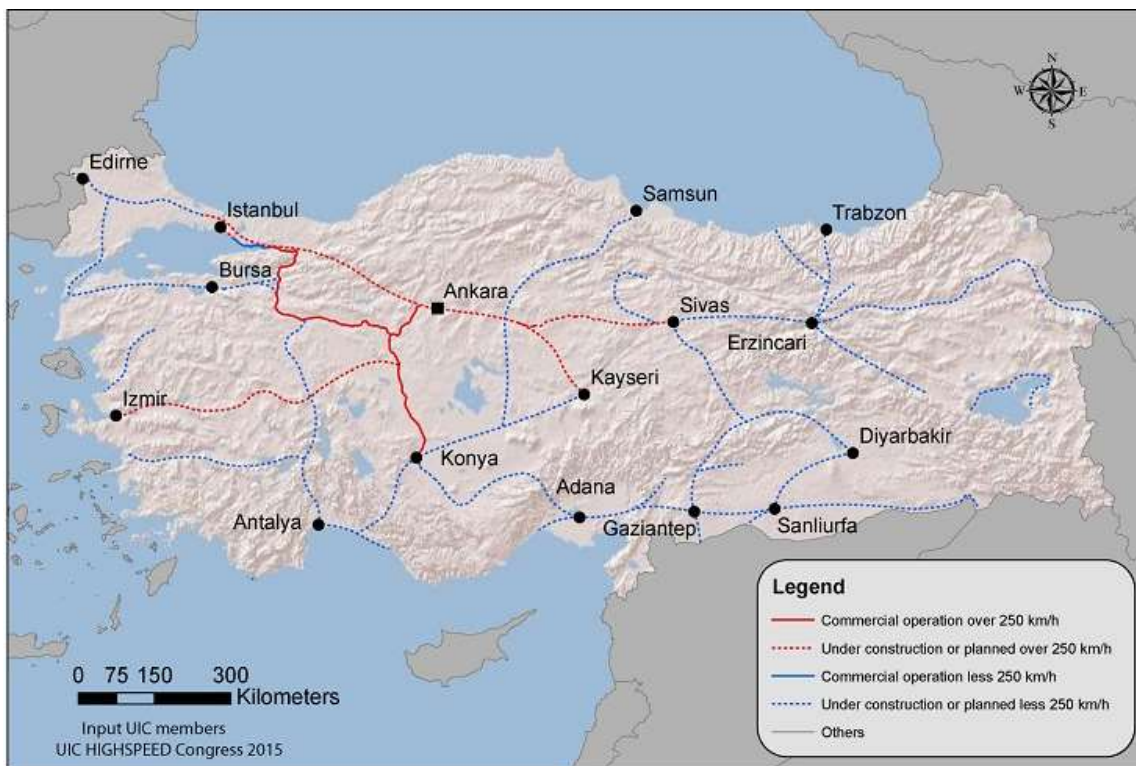 N
W E
S
Edirne
Istanbul
Samsun
Trabzon
Bursa
Ankara
Sivas
Erzincari
Kayseri
Izmir
Diyarbakir
Konya
Adana
Antalya
Gaziantep
Sanliurfa
Legend
Commercial operation over 250 km/h
Under construction or planned over 250 km/h
Commercial operation less 250 km/h
Under construction or planned less 250 km/h
Others
0 75 150 300
Kilometers
Input UIC members
UIC HIGHSPEED Congress 2015